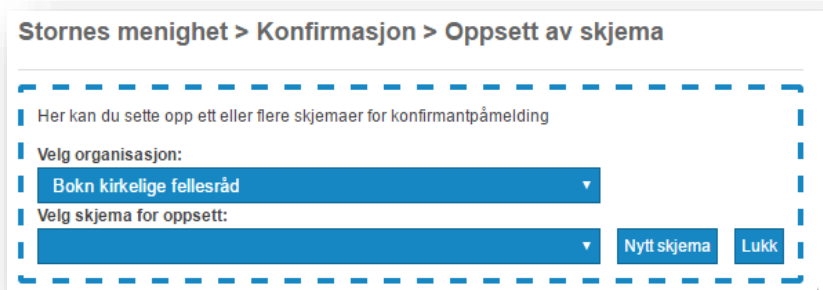 Stornes menighet > Konfirmasjon > Oppsett av skjema
Her kan du sette opp ett eller flere skjemaer for konfirmantpåmelding
Velg organisasjon:
Bokn kirkelige fellesråd
Velg skjema for oppsett:
Nytt skjema Lukk